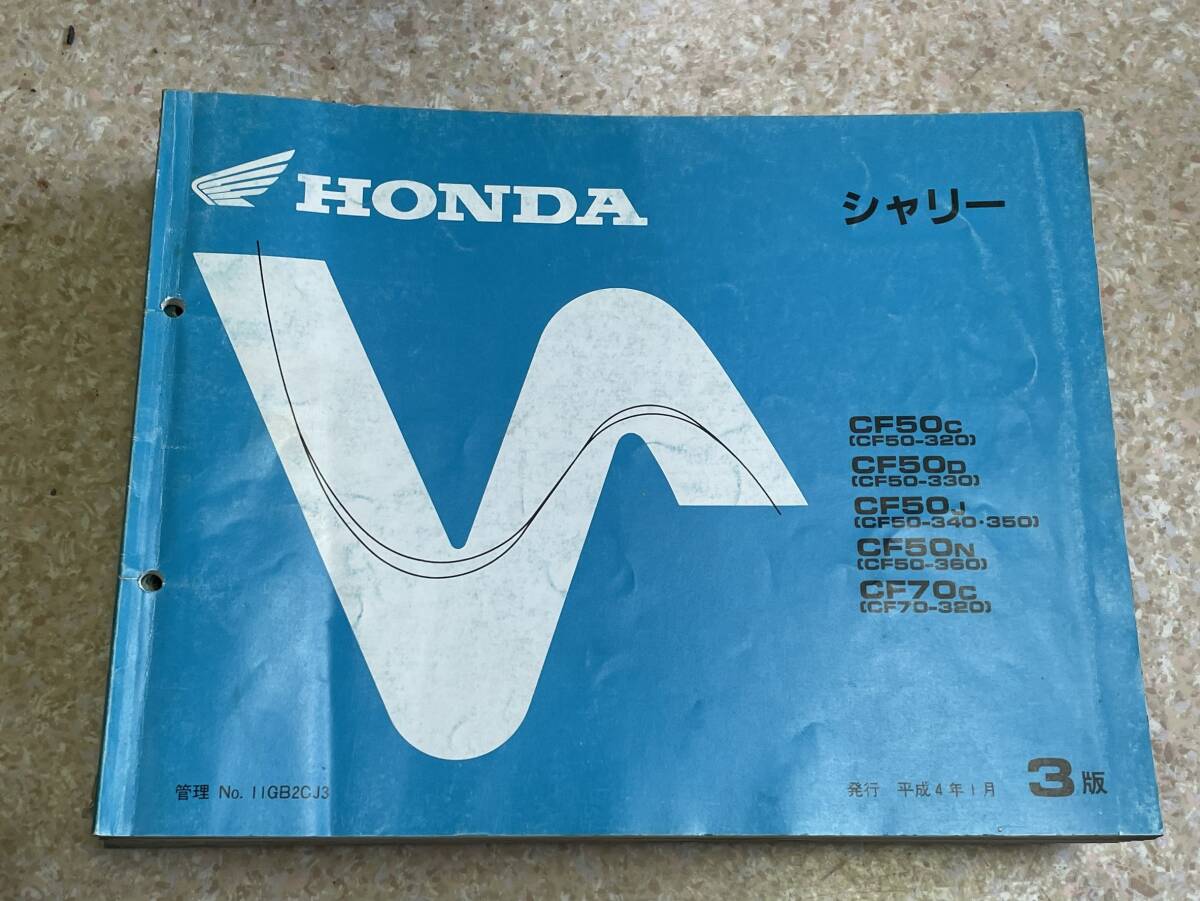 HONDA
シャリー
CF50C
(CF50-320)
CF50D
(CF50-330)
CF50J
(CF50-340・350)
CF50N
(CF50-360)
CF70C
(CF70-320)
管理 No. 11GB2CJ3
発行 平成4年1月 3版